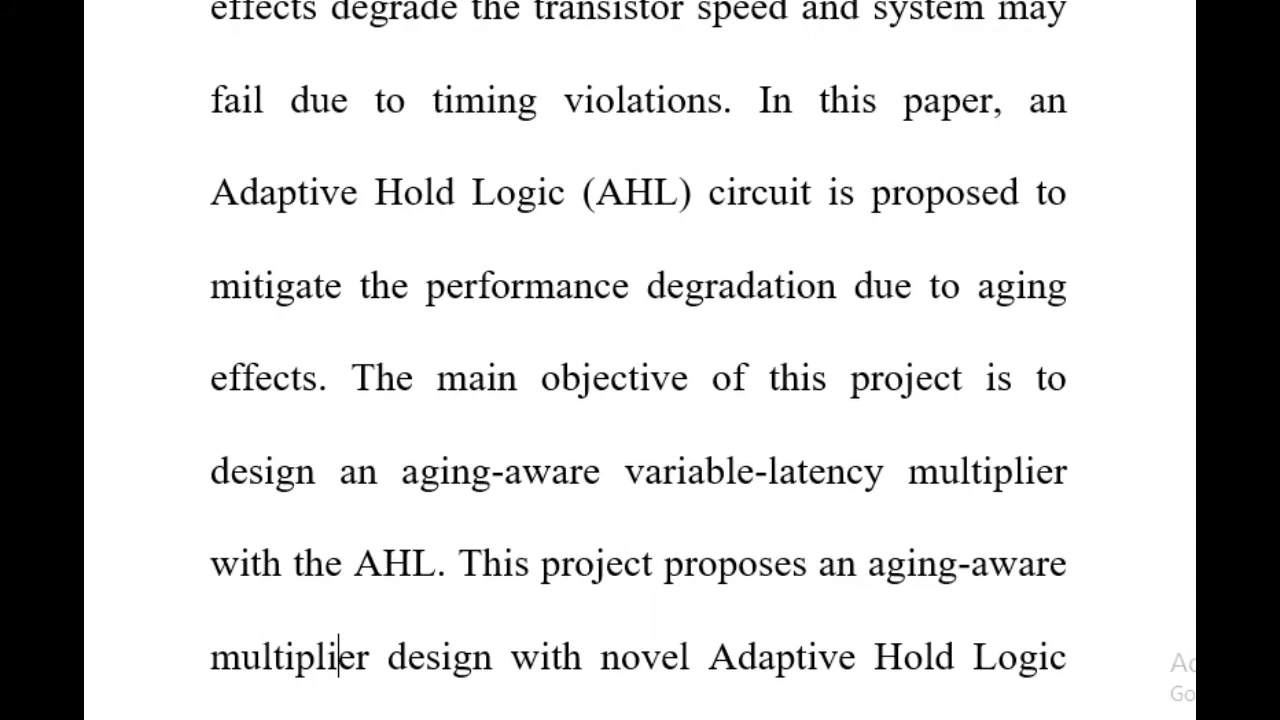 effects degrade the transistor speed and system may
fail due to timing violations. In this paper, an
Adaptive Hold Logic (AHL) circuit is proposed to
mitigate the performance degradation due to aging
effects. The main objective of this project is to
design an aging-aware variable-latency multiplier
with the AHL. This project proposes an aging-aware
multiplier design with novel Adaptive Hold Logic
Go